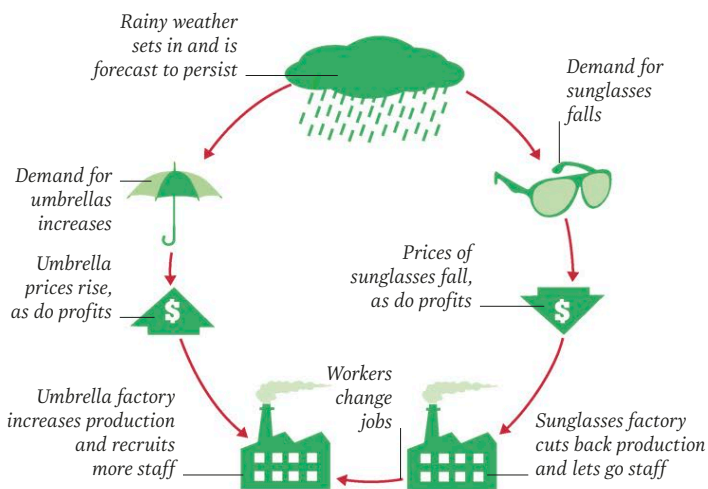 Rainy weather
sets in and is
forecast to persist
Demand for
sunglasses
falls
Demand for
umbrellas
increases
Umbrella
prices rise,
as do profits
$
Prices of
sunglasses fall,
as do profits
$
Workers
change
jobs
Umbrella factory
increases production
and recruits
more staff
Sunglasses factory
cuts back production
and lets go staff